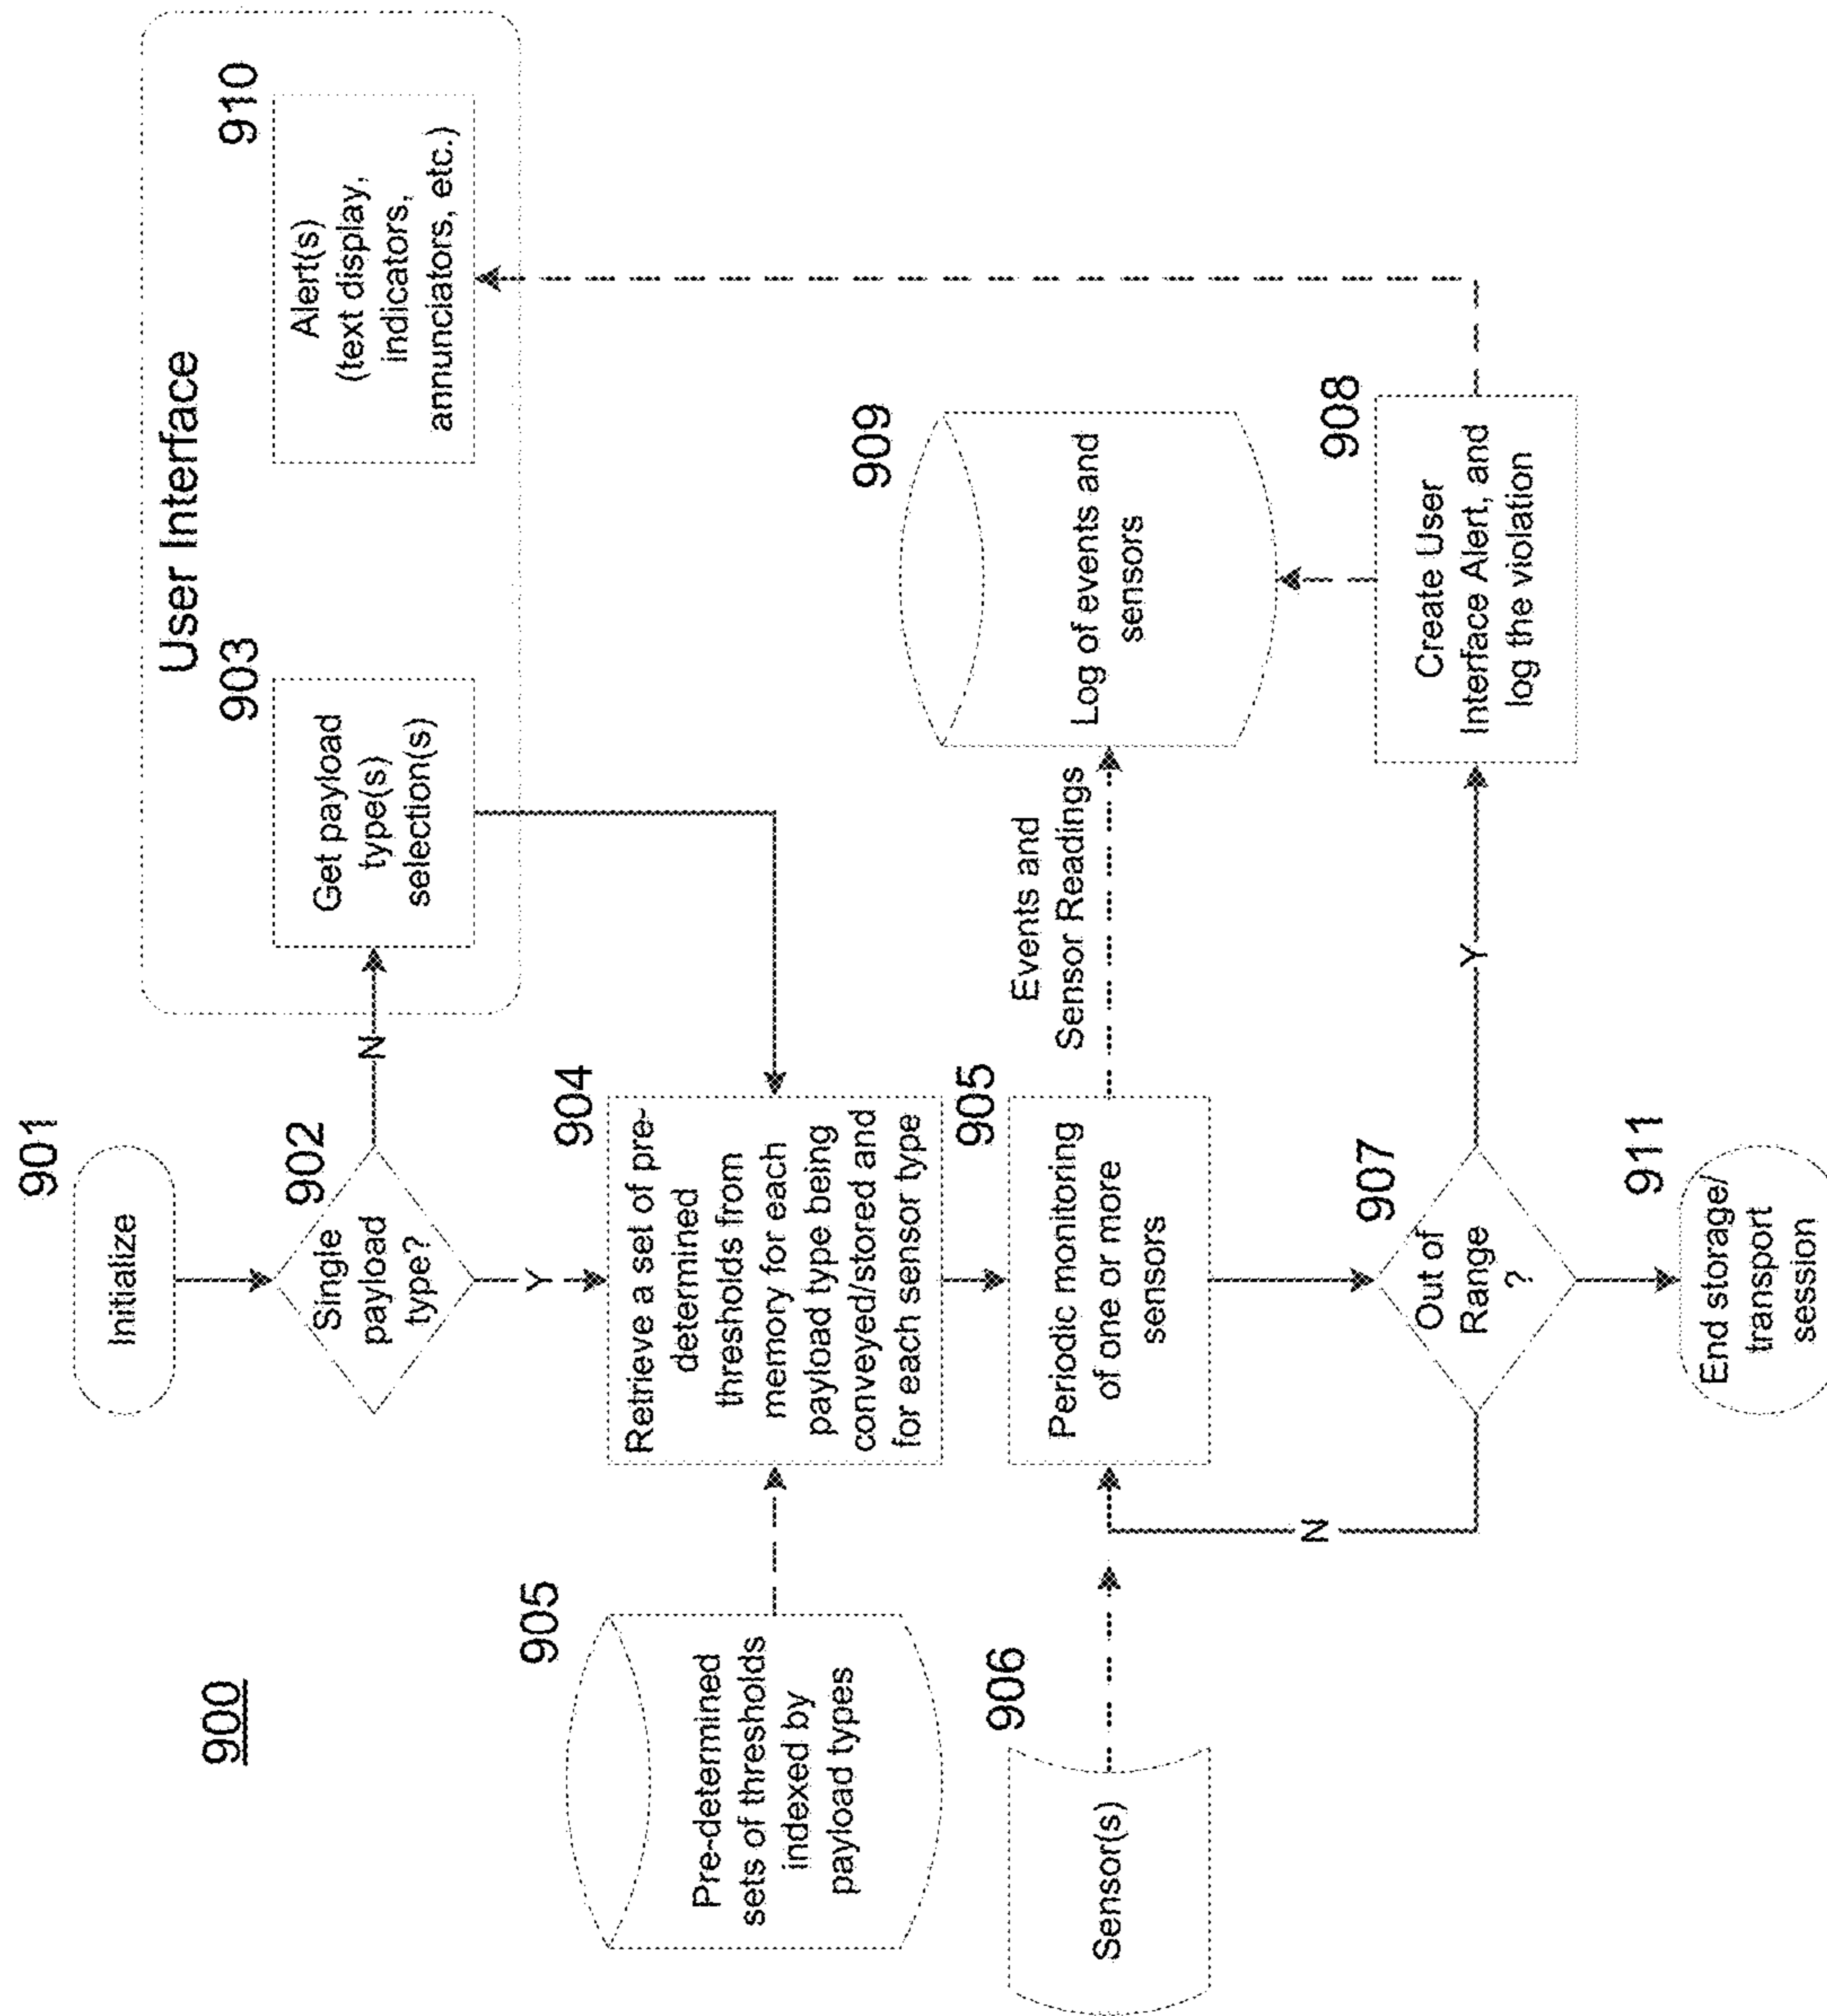 900
901
Initialize
User Interface
902
Single
payload
type?
N
Y
903
Get payload
type(s)
selection(s)
910
Alert(s)
(text display,
indicators,
annunciators, etc.)
905
Pre-determined
sets of thresholds
indexed by
payload types
904
Retrieve a set of pre-
determined
thresholds from
memory for each
payload type being
conveyed/stored and
for each sensor type
906
Sensor(s)
905
Periodic monitoring
of one or more
sensors
Events and
Sensor Readings
909
Log of events and
sensors
907
Out of
Range
?
N
Y
908
Create User
Interface Alert, and
log the violation
911
End storage/
transport
session